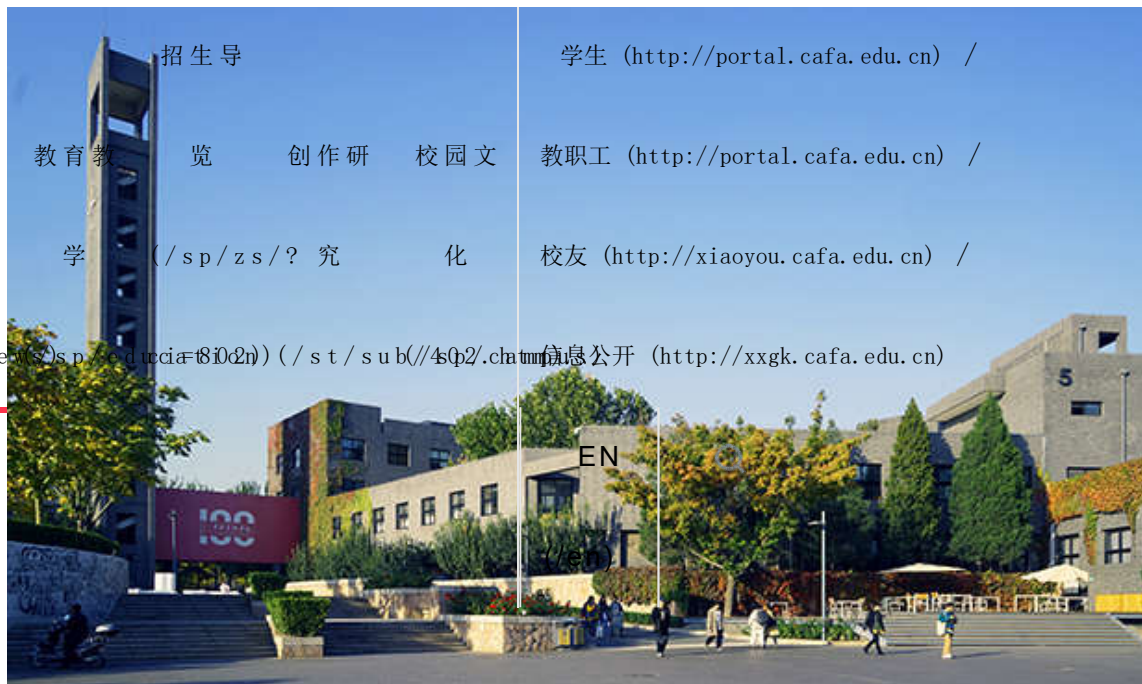 招生导
学生 (http://portal.cafa.edu.cn) /
教育教 览 创作研 校园文
教职工 (http://portal.cafa.edu.cn) /
学 (/sp/zs/? 究 化
校友 (http://xiaoyou.cafa.edu.cn) /
信息公开 (http://xxgk.cafa.edu.cn)
5
EN
100
(/en)